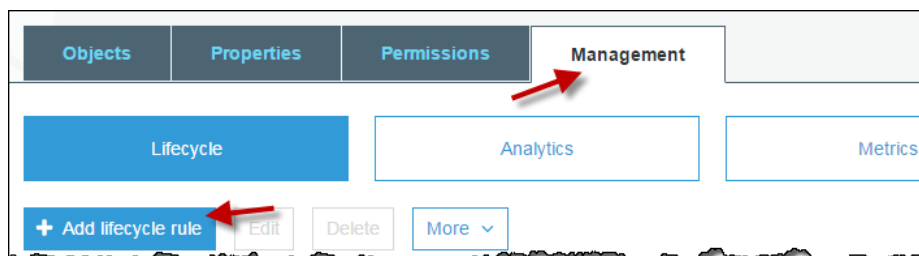 Objects Properties Permissions Management
Lifecycle Analytics Metrics
+ Add lifecycle rule Edit Delete More